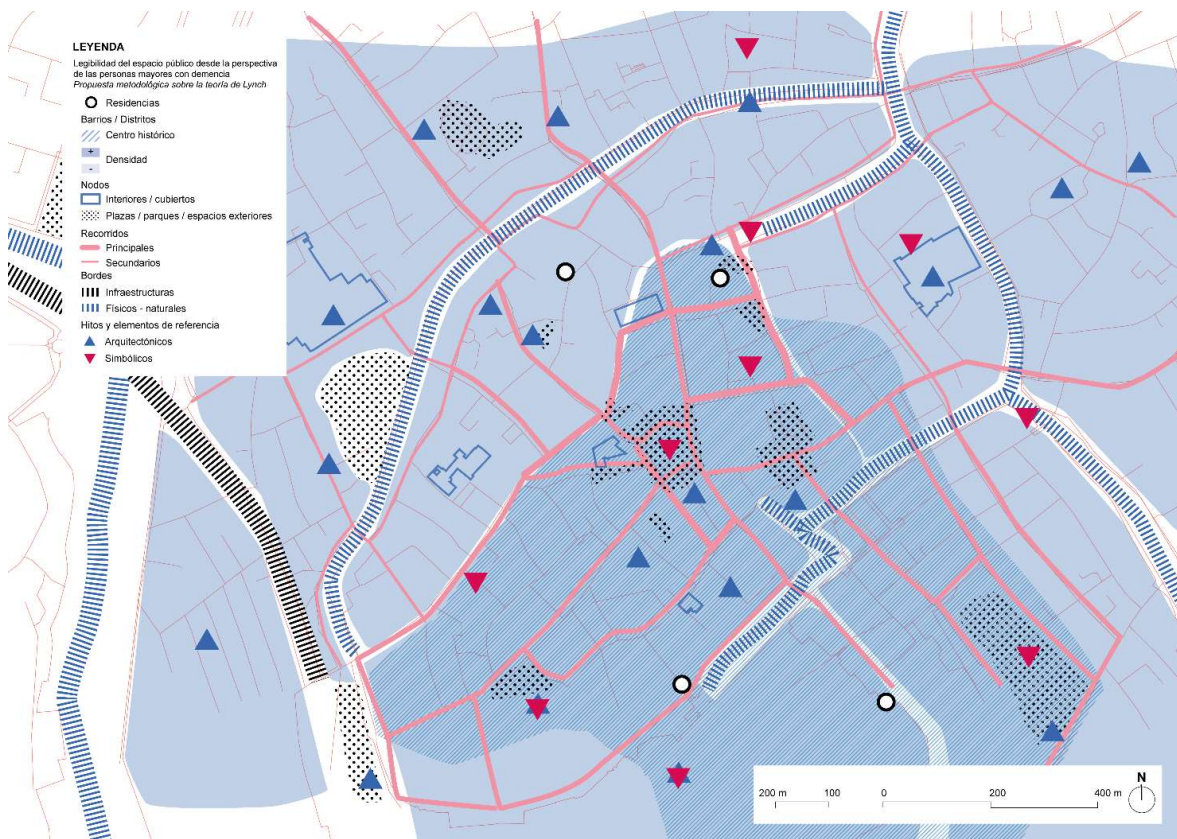 LEYENDA
Legibilidad del espacio público desde la perspectiva
de las personas mayores con demencia
Propuesta metodológica sobre la teoría de Lynch
Residencias
Barrios / Distritos
Centro histórico
+
Densidad
-
Nodos
Interiores / cubiertos
Plazas / parques / espacios exteriores
Recorridos
Principales
Secundarios
Bordes
Infraestructuras
Físicos - naturales
Hitos y elementos de referencia
Arquitectónicos
Simbólicos
200 m 100 0 200 400 m
N